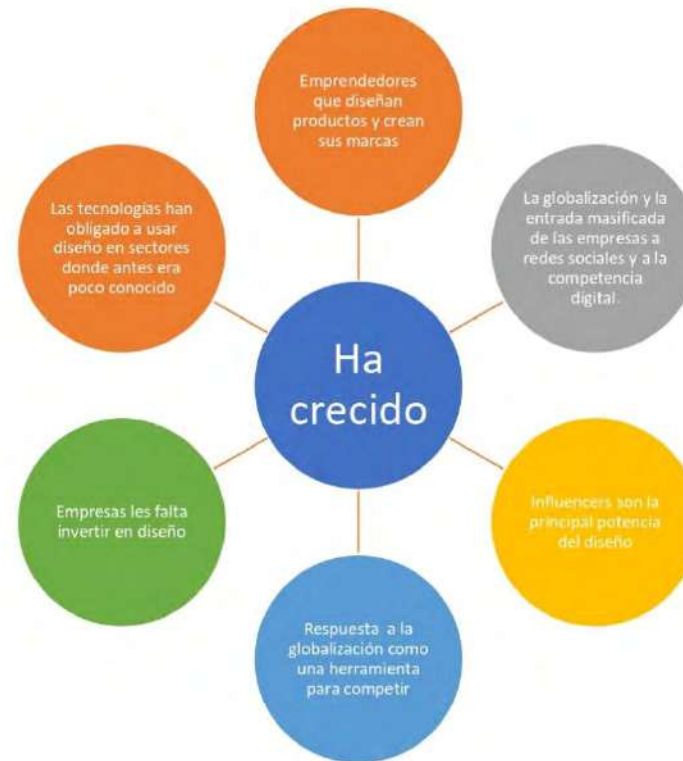 Emprendedores
que diseñan
productos y crean
sus marcas
La globalización y la
entrada masificada
de las empresas a
redes sociales y a la
competencia
digital.
Influencers son la
principal potencia
del diseño
Respuesta a la
globalización como
una herramienta
para competir
Empresas les falta
invertir en diseño
Las tecnologías han
obligado a usar
diseño en sectores
donde antes era
poco conocido
Ha
crecido